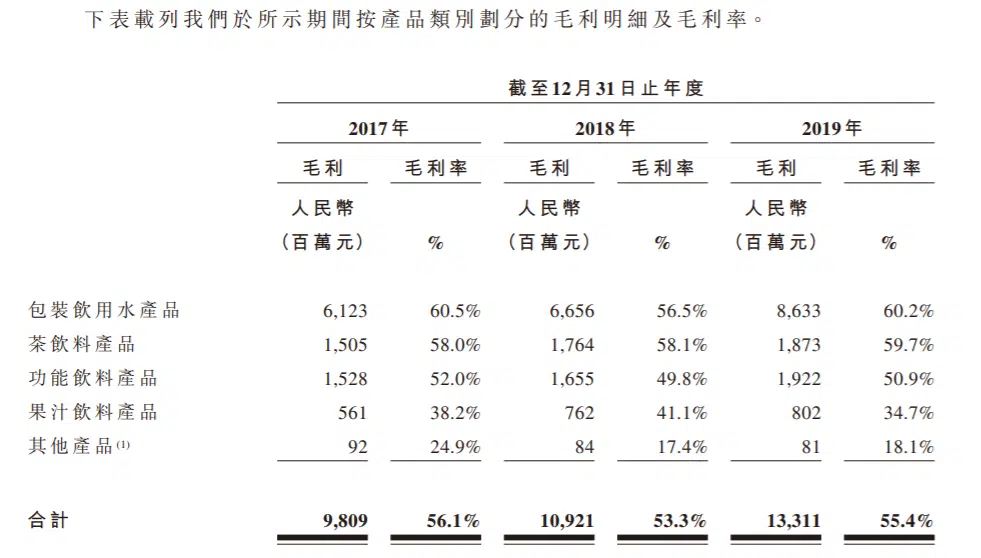 下表載列我們於所示期間按產品類別劃分的毛利明細及毛利率。
截至12月31日止年度
2017年 2018年 2019年
毛利 毛利率 毛利 毛利率 毛利 毛利率
人民幣 人民幣 人民幣
(百萬元) % (百萬元) % (百萬元) %
包裝飲用水產品 6,123 60.5% 6,656 56.5% 8,633 60.2%
茶飲料產品 1,505 58.0% 1,764 58.1% 1,873 59.7%
功能飲料產品 1,528 52.0% 1,655 49.8% 1,922 50.9%
果汁飲料產品 561 38.2% 762 41.1% 802 34.7%
其他產品(1) 92 24.9% 84 17.4% 81 18.1%
合計 9,809 56.1% 10,921 53.3% 13,311 55.4%